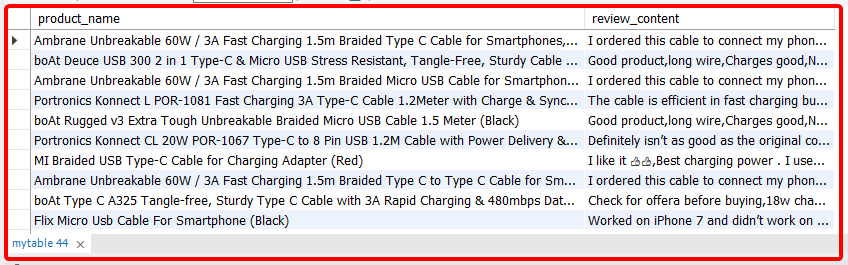 product_name review_content
Ambrane Unbreakable 60W / 3A Fast Charging 1.5m Braided Type C Cable for Smartphones,... I ordered this cable to connect my phon...
boAt Deuce USB 300 2 in 1 Type-C & Micro USB Stress Resistant, Tangle-Free, Sturdy Cable ... Good product,long wire,Charges good,N...
Ambrane Unbreakable 60W / 3A Fast Charging 1.5m Braided Micro USB Cable for Smartphon... I ordered this cable to connect my phon...
Portronics Konnect L POR-1081 Fast Charging 3A Type-C Cable 1.2Meter with Charge & Sync... The cable is efficient in fast charging bu...
boAt Rugged v3 Extra Tough Unbreakable Braided Micro USB Cable 1.5 Meter (Black) Good product,long wire,Charges good,N...
Portronics Konnect CL 20W POR-1067 Type-C to 8 Pin USB 1.2M Cable with Power Delivery &... Definitely isn’t as good as the original co...
MI Braided USB Type-C Cable for Charging Adapter (Red) I like it 👍👍,Best charging power . I use...
Ambrane Unbreakable 60W / 3A Fast Charging 1.5m Braided Type C to Type C Cable for Sm... I ordered this cable to connect my phon...
boAt Type C A325 Tangle-free, Sturdy Type C Cable with 3A Rapid Charging & 480mbps Dat... Check for offera before buying,18w cha...
Flix Micro Usb Cable For Smartphone (Black) Worked on iPhone 7 and didn’t work on ...
mytable 44